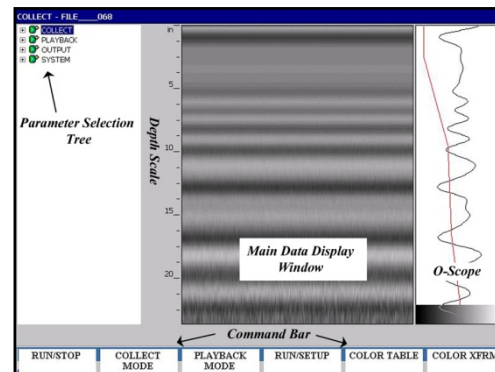 COLLECT - FILE____068
COLLECT
PLAYBACK
OUTPUT
SYSTEM
Parameter Selection
Tree
Depth Scale
in
5
10
15
20
Main Data Display
Window
O-Scope
Command Bar
RUN/STOP
COLLECT
MODE
PLAYBACK
MODE
RUN/SETUP
COLOR TABLE
COLOR XFRM